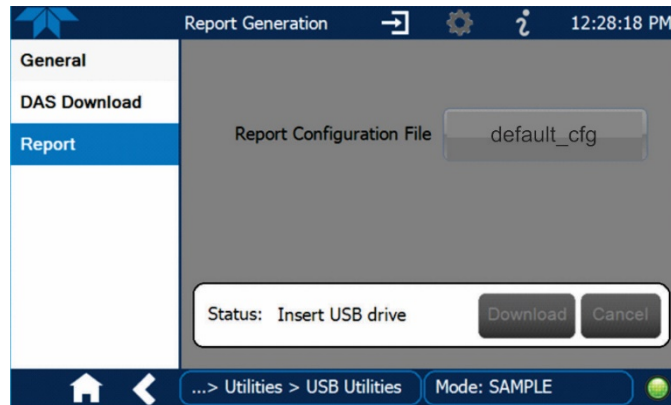 Report Generation
12:28:18 PM
General
DAS Download
Report
Report Configuration File
default_cfg
Status: Insert USB drive
Download
Cancel
...> Utilities > USB Utilities
Mode: SAMPLE